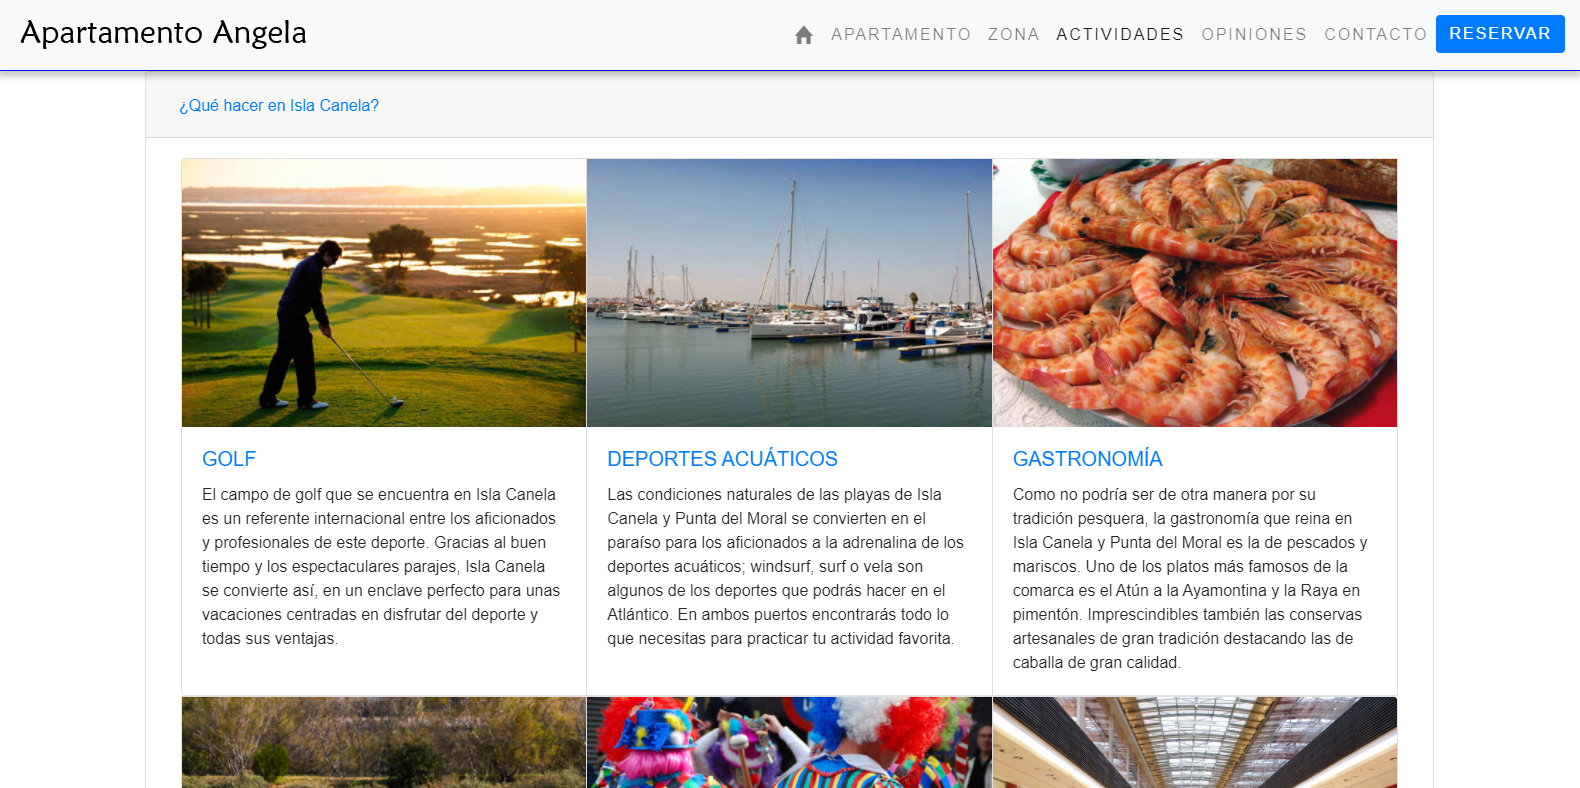 Apartamento Angela
APARTAMENTO ZONA ACTIVIDADES OPINIONES CONTACTO RESERVAR
¿Qué hacer en Isla Canela?
GOLF
El campo de golf que se encuentra en Isla Canela
es un referente internacional entre los aficionados
y profesionales de este deporte. Gracias al buen
tiempo y los espectaculares parajes, Isla Canela
se convierte así, en un enclave perfecto para unas
vacaciones centradas en disfrutar del deporte y
todas sus ventajas.
DEPORTES ACUÁTICOS
Las condiciones naturales de las playas de Isla
Canela y Punta del Moral se convierten en el
paraíso para los aficionados a la adrenalina de los
deportes acuáticos; windsurf, surf o vela son
algunos de los deportes que podrás hacer en el
Atlántico. En ambos puertos encontrarás todo lo
que necesitas para practicar tu actividad favorita.
GASTRONOMÍA
Como no podría ser de otra manera por su
tradición pesquera, la gastronomía que reina en
Isla Canela y Punta del Moral es la de pescados y
mariscos. Uno de los platos más famosos de la
comarca es el Atún a la Ayamontina y la Raya en
pimentón. Imprescindibles también las conservas
artesanales de gran tradición destacando las de
caballa de gran calidad.